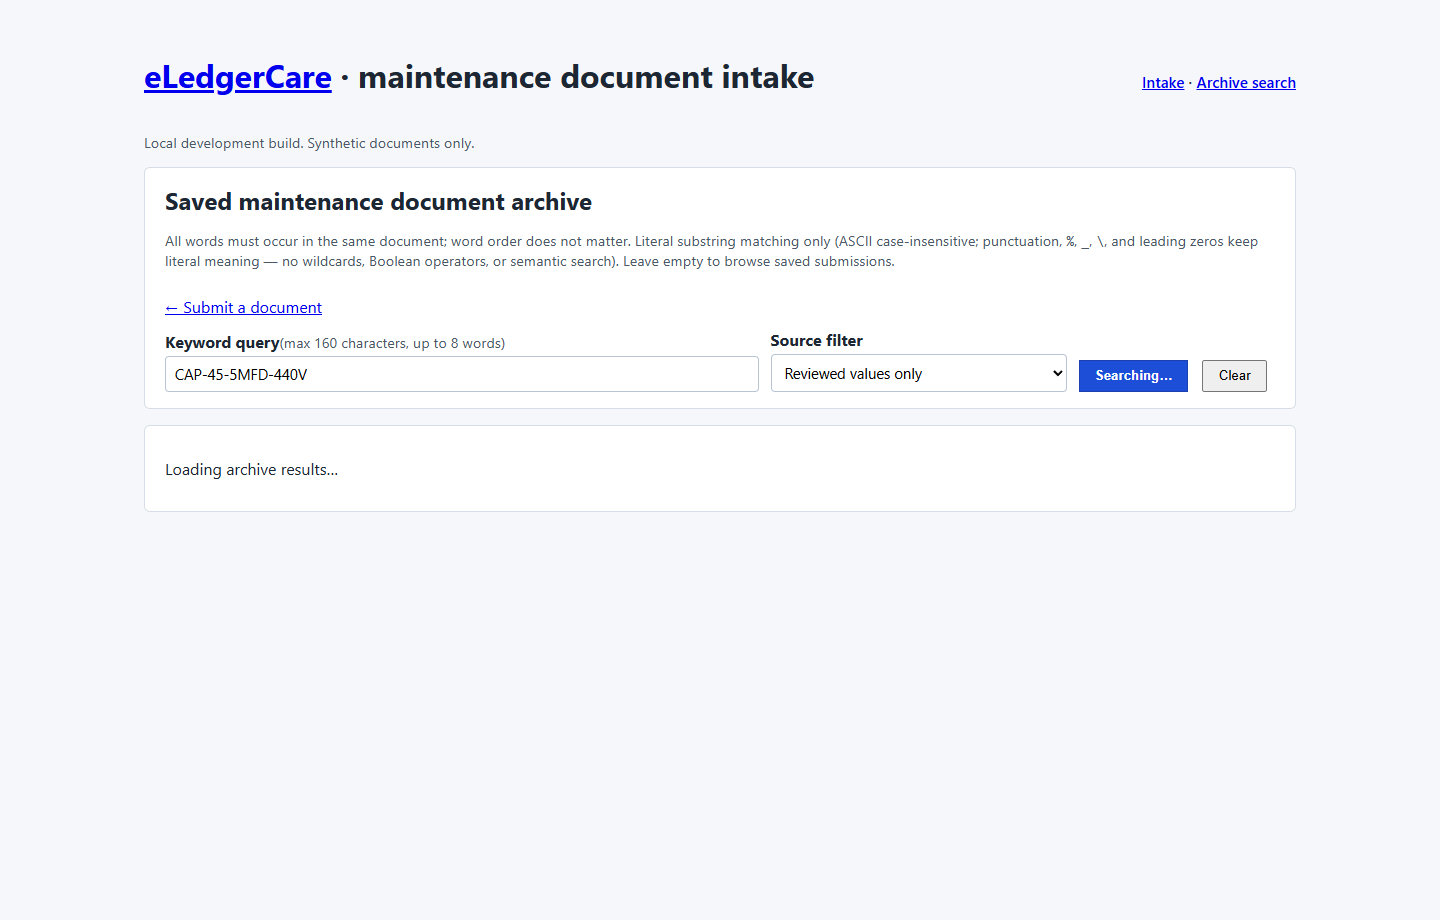 eLedgerCare · maintenance document intake
Intake · Archive search
Local development build. Synthetic documents only.
Saved maintenance document archive
All words must occur in the same document; word order does not matter. Literal substring matching only (ASCII case-insensitive; punctuation, %, _, \, and leading zeros keep
literal meaning — no wildcards, Boolean operators, or semantic search). Leave empty to browse saved submissions.
← Submit a document
Keyword query(max 160 characters, up to 8 words)
Source filter
CAP-45-5MFD-440V
Reviewed values only
Searching…
Clear
Loading archive results…